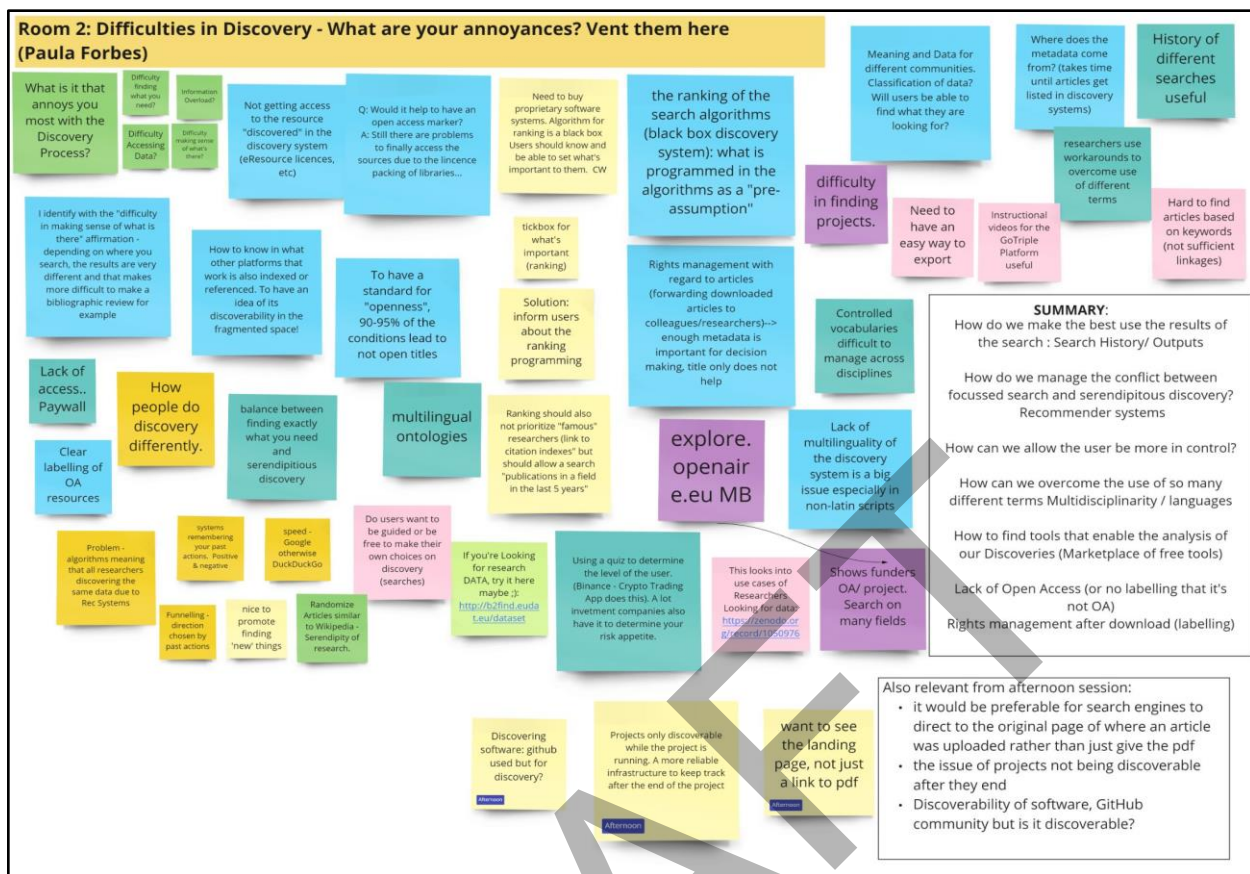 Room 2: Difficulties in Discovery - What are your annoyances? Vent them here
(Paula Forbes)
What is it that
annoys you
most with the
Discovery
Process?
Difficulty
finding
what you
need?
Information
Overload?
Difficulty
Accessing
Data?
Difficulty
making sense
of what's
there?
Not getting access
to the resource
"discovered" in the
discovery system
(eResource licences,
etc)
Q: Would it help to have an
open access marker?
A: Still there are problems
to finally access the
sources due to the lincence
packing of libraries...
Need to buy
proprietary software
systems. Algorithm for
ranking is a black box
Users should know and
be able to set what's
important to them. CW
the ranking of the
search algorithms
(black box discovery
system): what is
programmed in the
algorithms as a "pre-
assumption"
Meaning and Data for
different communities.
Classification of data?
Will users be able to
find what they are
looking for?
Where does the
metadata come
from? (takes time
until articles get
listed in discovery
systems)
History of
different
searches
useful
researchers use
workarounds to
overcome use of
different terms
difficulty
in finding
projects.
Need to
have an
easy way to
export
Instructional
videos for the
GoTriple
Platform
useful
Hard to find
articles based
on keywords
(not sufficient
linkages)
I identify with the "difficulty
in making sense of what is
there" affirmation -
depending on where you
search, the results are very
different and that makes
more difficult to make a
bibliographic review for
example
How to know in what
other platforms that
work is also indexed or
referenced. To have an
idea of its
discoverability in the
fragmented space!
To have a
standard for
"openness",
90-95% of the
conditions lead to
not open titles
tickbox for
what's
important
(ranking)
Solution:
inform users
about the
ranking
programming
Rights management with
regard to articles
(forwarding downloaded
articles to
colleagues/researchers)-->
enough metadata is
important for decision
making, title only does not
help
Controlled
vocabularies
difficult to
manage across
disciplines
Lack of
access..
Paywall
How
people do
discovery
differently.
balance between
finding exactly
what you need
and
serendipitious
discovery
multilingual
ontologies
Ranking should also
not prioritize "famous"
researchers (link to
citation indexes" but
should allow a search
"publications in a field
in the last 5 years"
explore.
openair
e.eu MB
Lack of
multilinguality of
the discovery
system is a big
issue especially in
non-latin scripts
Clear
labelling of
OA
resources
Problem -
algorithms meaning
that all researchers
discovering the
same data due to
Rec Systems
systems
remembering
your past
actions. Positive
& negative
speed -
Google
otherwise
DuckDuckGo
Do users want to
be guided or be
free to make their
own choices on
discovery
(searches)
If you're Looking
for research
DATA, try it here
maybe ;):
http://b2find.euda
t.eu/dataset
Using a quiz to determine
the level of the user.
(Binance - Crypto Trading
App does this). A lot
invetment companies also
have it to determine your
risk appetite.
This looks into
use cases of
Researchers
Looking for data:
https://zenodo.or
g/record/1050976
Shows funders
OA/ project.
Search on
many fields
Funnelling -
direction
chosen by
past actions
nice to
promote
finding
'new' things
Randomize
Articles similar
to Wikipedia -
Serendipity of
research.
SUMMARY:
How do we make the best use the results of
the search : Search History/ Outputs
How do we manage the conflict between
focussed search and serendipitous discovery?
Recommender systems
How can we allow the user be more in control?
How can we overcome the use of so many
different terms Multidisciplinarity / languages
How to find tools that enable the analysis of
our Discoveries (Marketplace of free tools)
Lack of Open Access (or no labelling that it's
not OA)
Rights management after download (labelling)
Discovering
software: github
used but for
discovery?
Afternoon
Projects only discoverable
while the project is
running. A more reliable
infrastructure to keep track
after the end of the project
Afternoon
want to see
the landing
page, not just
a link to pdf
Afternoon
Also relevant from afternoon session:
• it would be preferable for search engines to
direct to the original page of where an article
was uploaded rather than just give the pdf
• the issue of projects not being discoverable
after they end
• Discoverability of software, GitHub
community but is it discoverable?